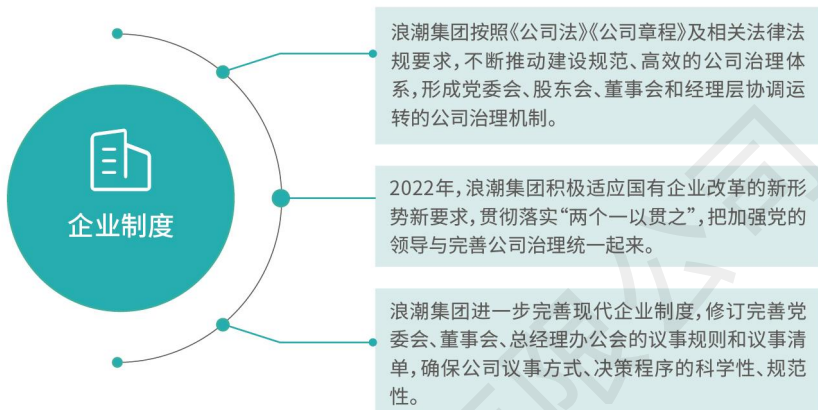 企业制度
浪潮集团按照《公司法》《公司章程》及相关法律法
规要求,不断推动建设规范、高效的公司治理体
系,形成党委会、股东会、董事会和经理层协调运
转的公司治理机制。
2022年,浪潮集团积极适应国有企业改革的新形
势新要求,贯彻落实“两个一以贯之”,把加强党的
领导与完善公司治理统一起来。
浪潮集团进一步完善现代企业制度,修订完善党
委会、董事会、总经理办公会的议事规则和议事清
单,确保公司议事方式、决策程序的科学性、规范
性。
有限公司